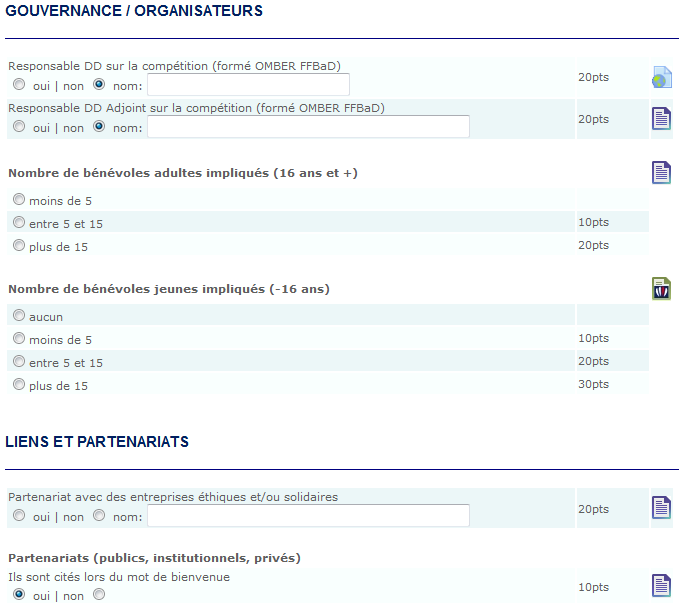 GOUVERNANCE / ORGANISATEURS
Responsable DD sur la compétition (formé OMBER FFBaD)
oui | non nom:
20pts
Responsable DD Adjoint sur la compétition (formé OMBER FFBaD)
oui | non nom:
20pts
Nombre de bénévoles adultes impliqués (16 ans et +)
moins de 5
entre 5 et 15 10pts
plus de 15 20pts
Nombre de bénévoles jeunes impliqués (-16 ans)
aucun
moins de 5 10pts
entre 5 et 15 20pts
plus de 15 30pts
LIENS ET PARTENARIATS
Partenariat avec des entreprises éthiques et/ou solidaires
oui | non nom:
20pts
Partenariats (publics, institutionnels, privés)
Ils sont cités lors du mot de bienvenue
oui | non
10pts